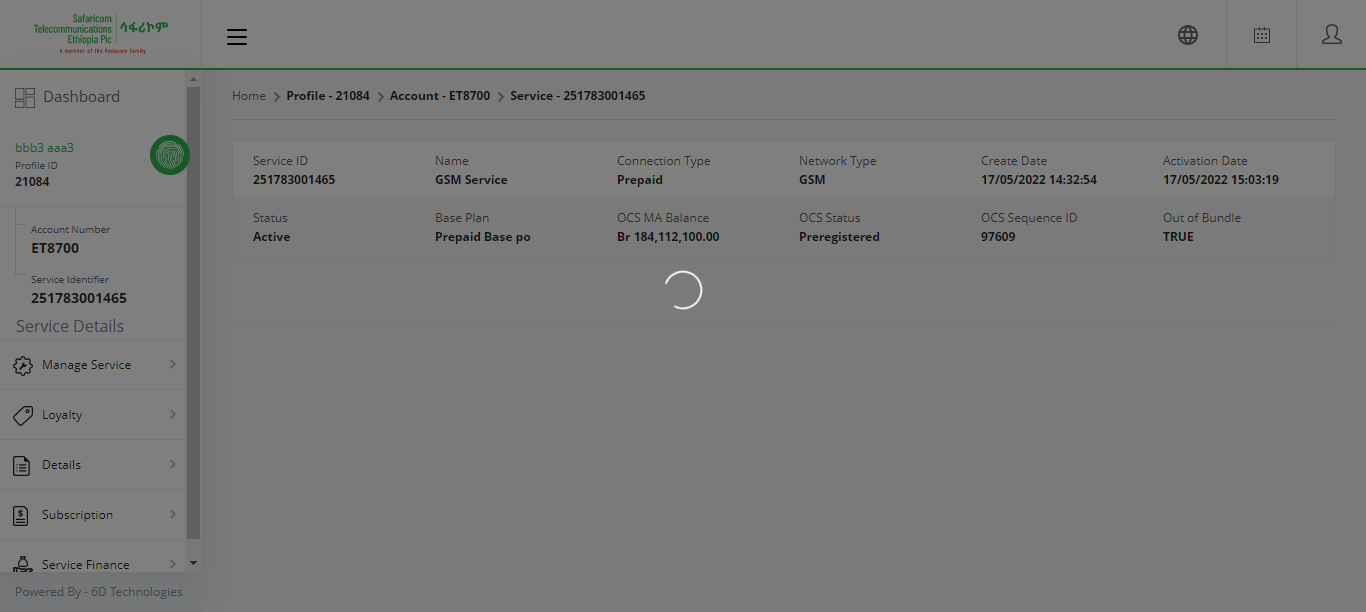 Safaricom
Telecommunications
Ethiopia Plc
ሳፋሪኮም
A member of the Vodacom family
Dashboard
bbb3 aaa3
Profile ID
21084
Account Number
ET8700
Service Identifier
251783001465
Service Details
Manage Service
Loyalty
Details
Subscription
Service Finance
Powered By - 6D Technologies
Home > Profile - 21084 > Account - ET8700 > Service - 251783001465
Service ID Name Connection Type Network Type Create Date Activation Date
251783001465 GSM Service Prepaid GSM 17/05/2022 14:32:54 17/05/2022 15:03:19
Status Base Plan OCS MA Balance OCS Status OCS Sequence ID Out of Bundle
Active Prepaid Base po Br 184,112,100.00 Preregistered 97609 TRUE